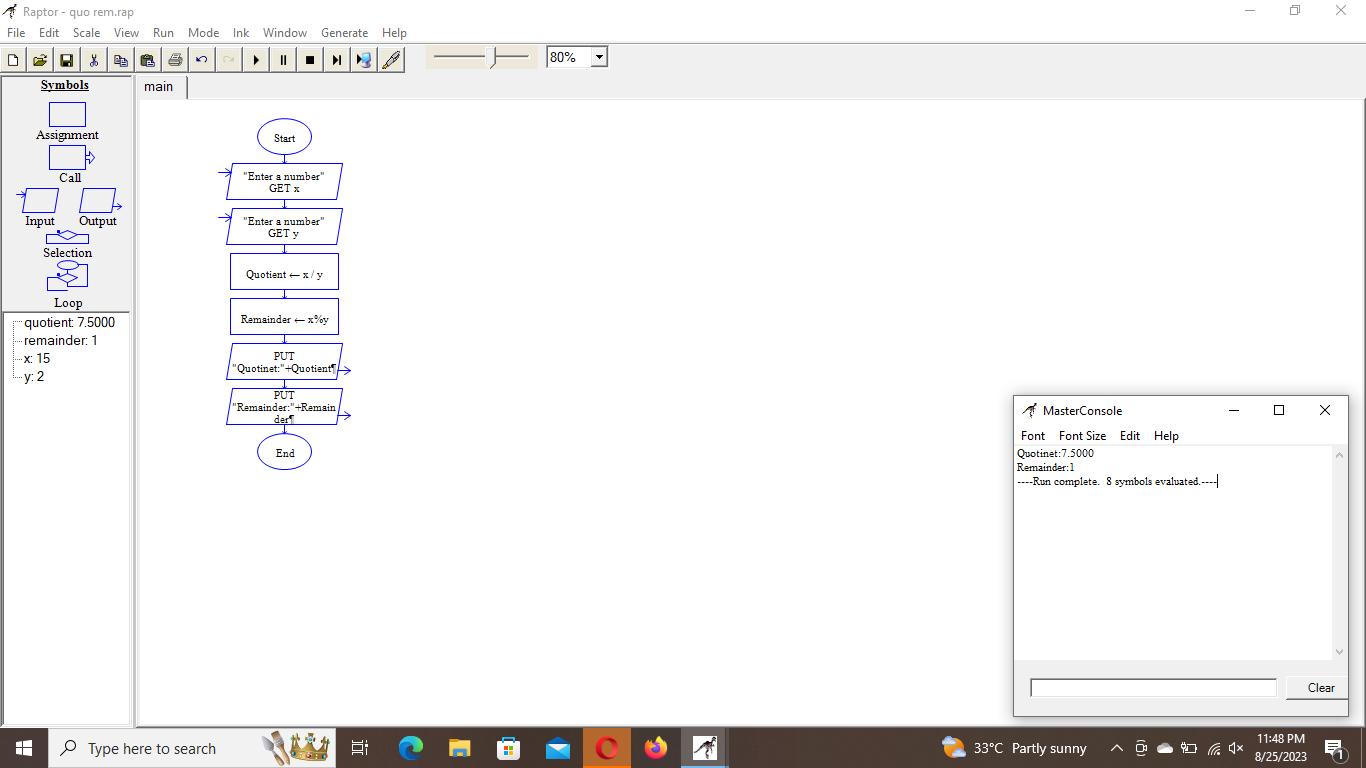 Raptor - quo rem.rap
File Edit Scale View Run Mode Ink Window Generate Help
80%
Symbols
main
Assignment
Call
Input Output
Selection
Loop
quotient: 7.5000
remainder: 1
x: 15
y: 2
Start
"Enter a number"
GET x
"Enter a number"
GET y
Quotient ← x / y
Remainder ← x%y
PUT
"Quotinet:"+Quotient¶
PUT
"Remainder:"+Remain
der¶
End
MasterConsole
Font Font Size Edit Help
Quotinet:7.5000
Remainder:1
----Run complete.  8 symbols evaluated.----
Clear
Type here to search
33°C Partly sunny
11:48 PM
8/25/2023
1